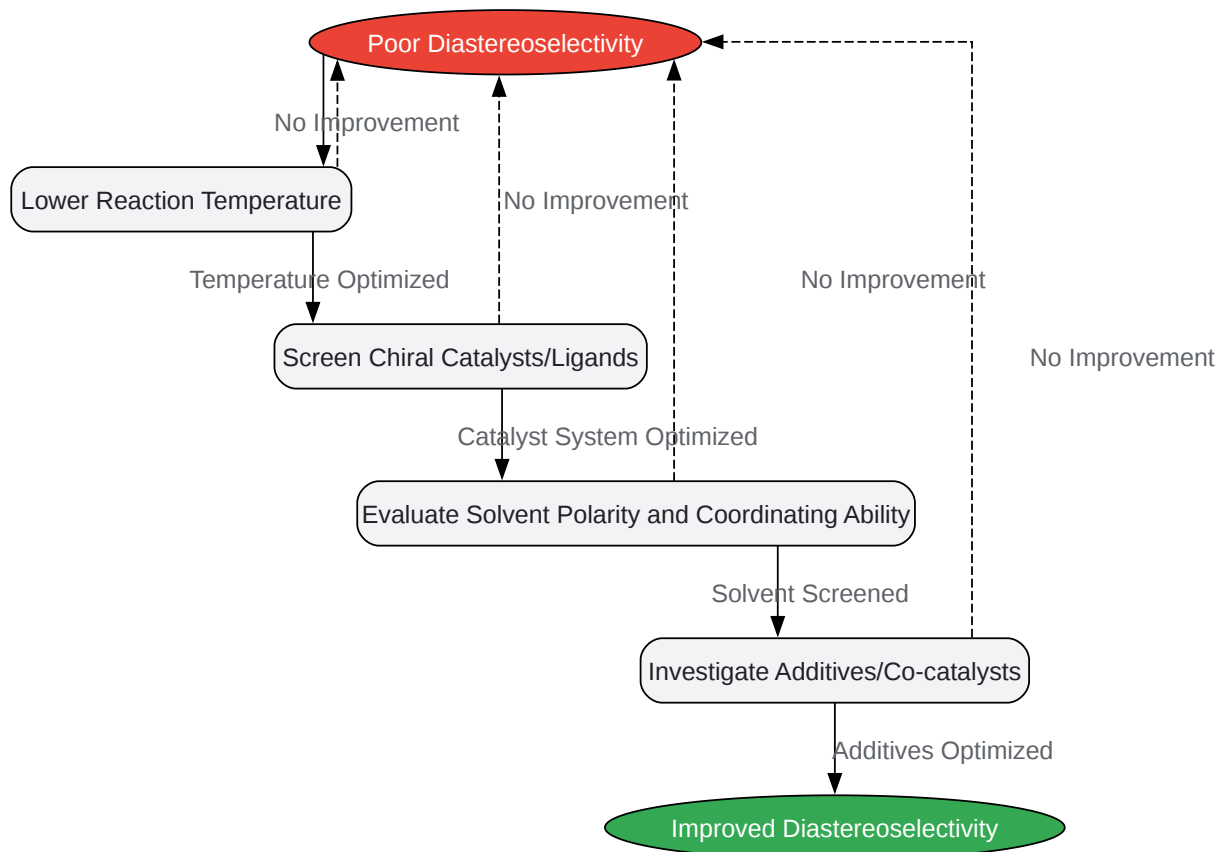 Poor Diastereoselectivity
No Improvement
Lower Reaction Temperature
No Improvement
Temperature Optimized
No Improvement
Screen Chiral Catalysts/Ligands
No Improvement
Catalyst System Optimized
Evaluate Solvent Polarity and Coordinating Ability
Solvent Screened
Investigate Additives/Co-catalysts
Additives Optimized
Improved Diastereoselectivity